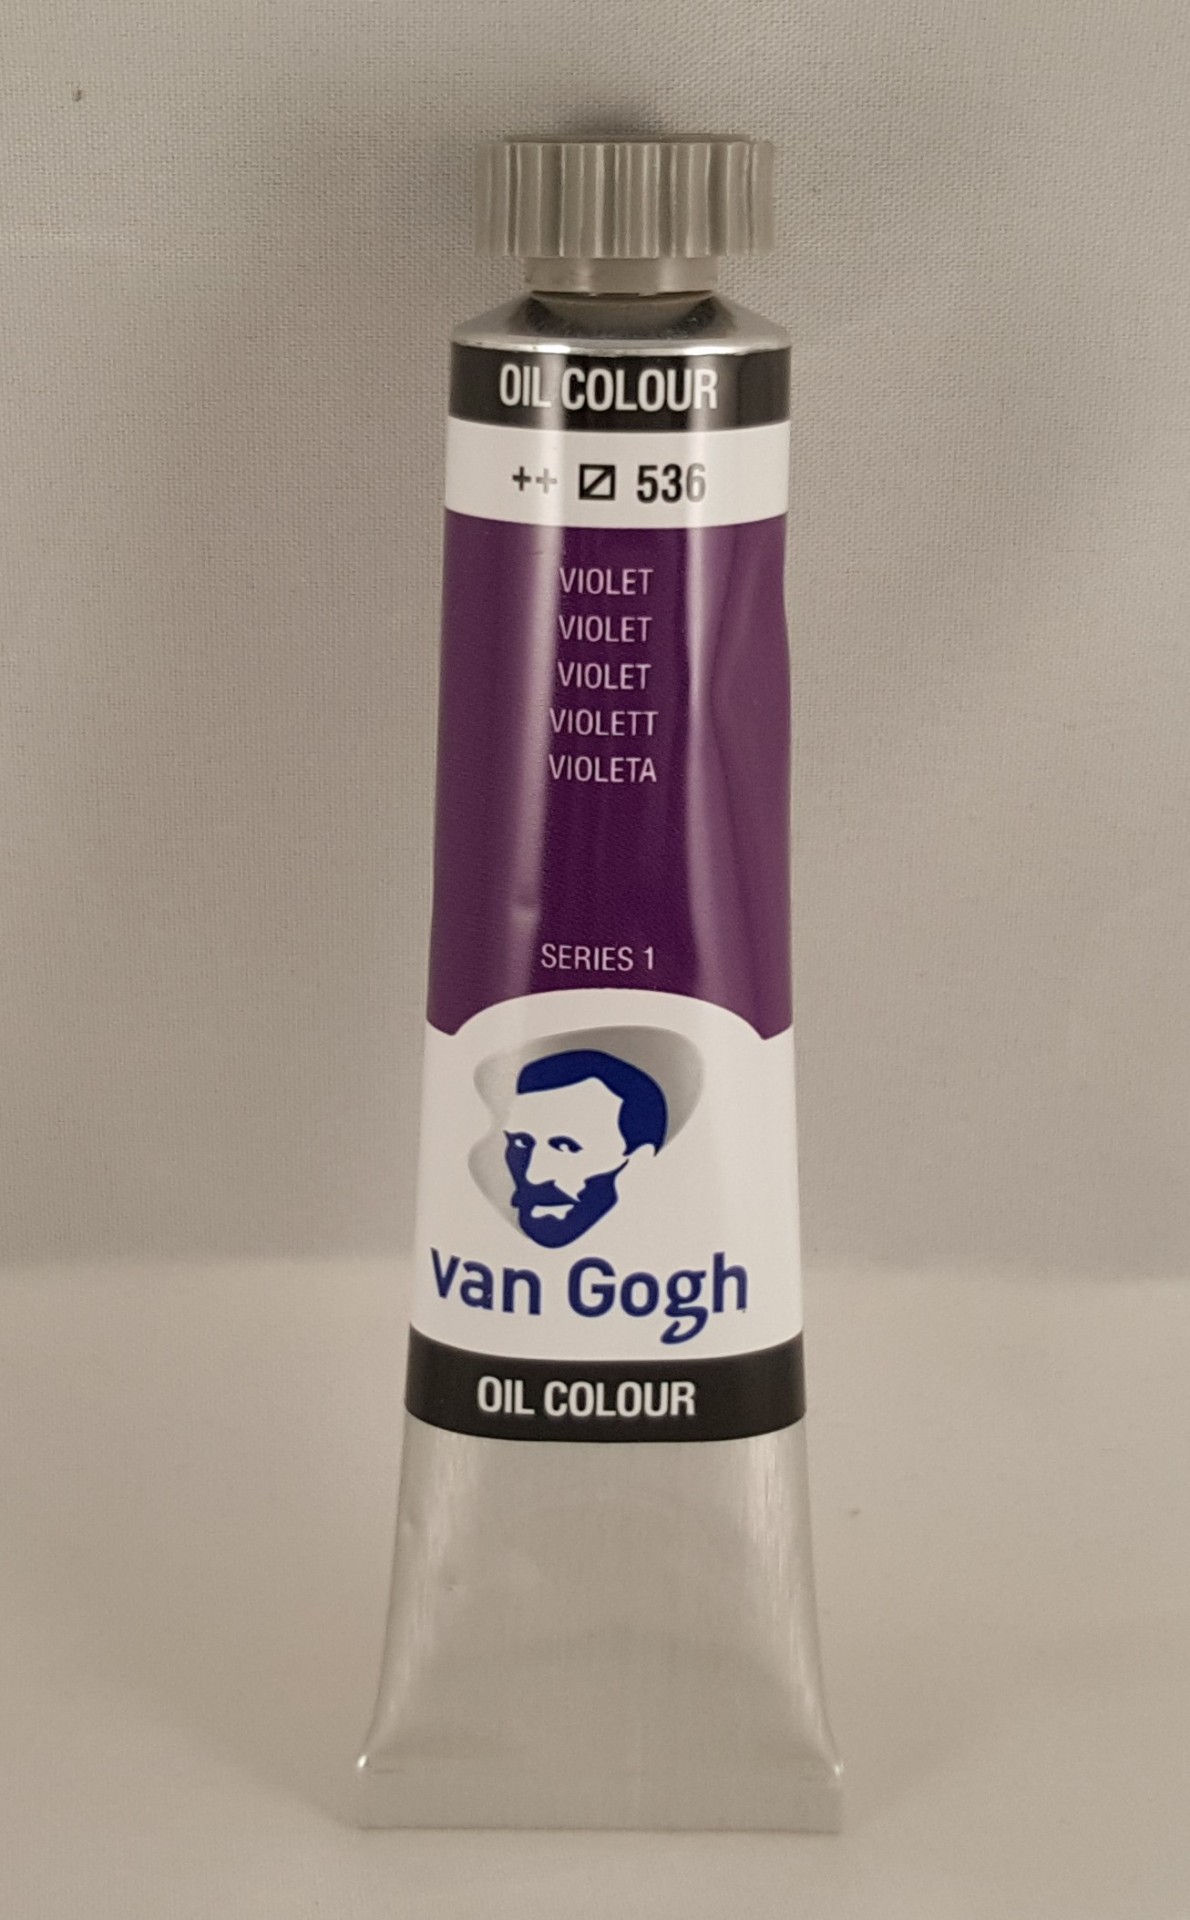 OIL COLOUR
++ 536
VIOLET
VIOLET
VIOLET
VIOLETT
VIOLETA
SERIES 1
van Gogh
OIL COLOUR